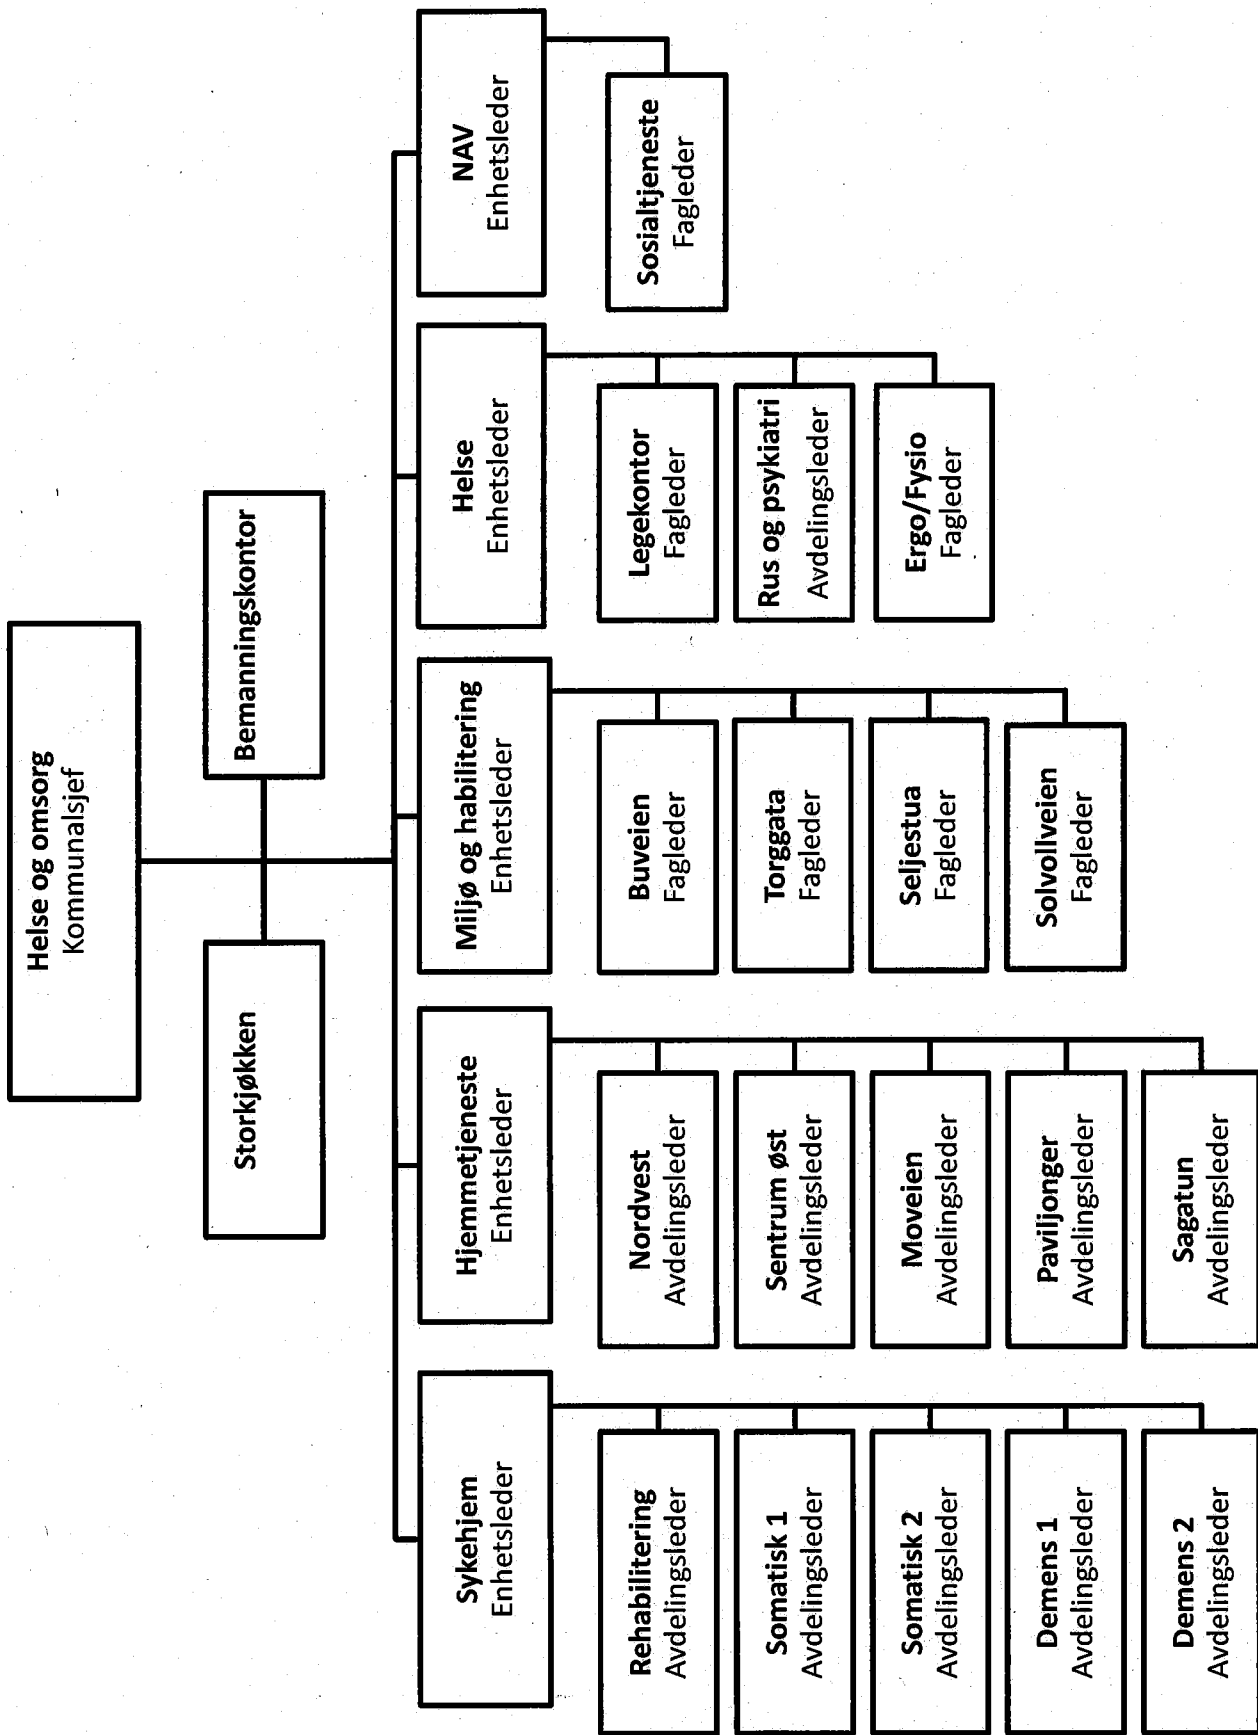 Helse og omsorg
Kommunalsjef
Storkjøkken
Bemanningskontor
Sykehjem
Enhetsleder
Rehabilitering
Avdelingsleder
Somatisk 1
Avdelingsleder
Somatisk 2
Avdelingsleder
Demens 1
Avdelingsleder
Demens 2
Avdelingsleder
Hjemmetjeneste
Enhetsleder
Nordvest
Avdelingsleder
Sentrum øst
Avdelingsleder
Moveien
Avdelingsleder
Paviljonger
Avdelingsleder
Sagatun
Avdelingsleder
Miljø og habilitering
Enhetsleder
Buveien
Fagleder
Torggata
Fagleder
Seljestua
Fagleder
Solvollveien
Fagleder
Helse
Enhetsleder
Legekontor
Fagleder
Rus og psykiatri
Avdelingsleder
Ergo/Fysio
Fagleder
NAV
Enhetsleder
Sosialtjeneste
Fagleder